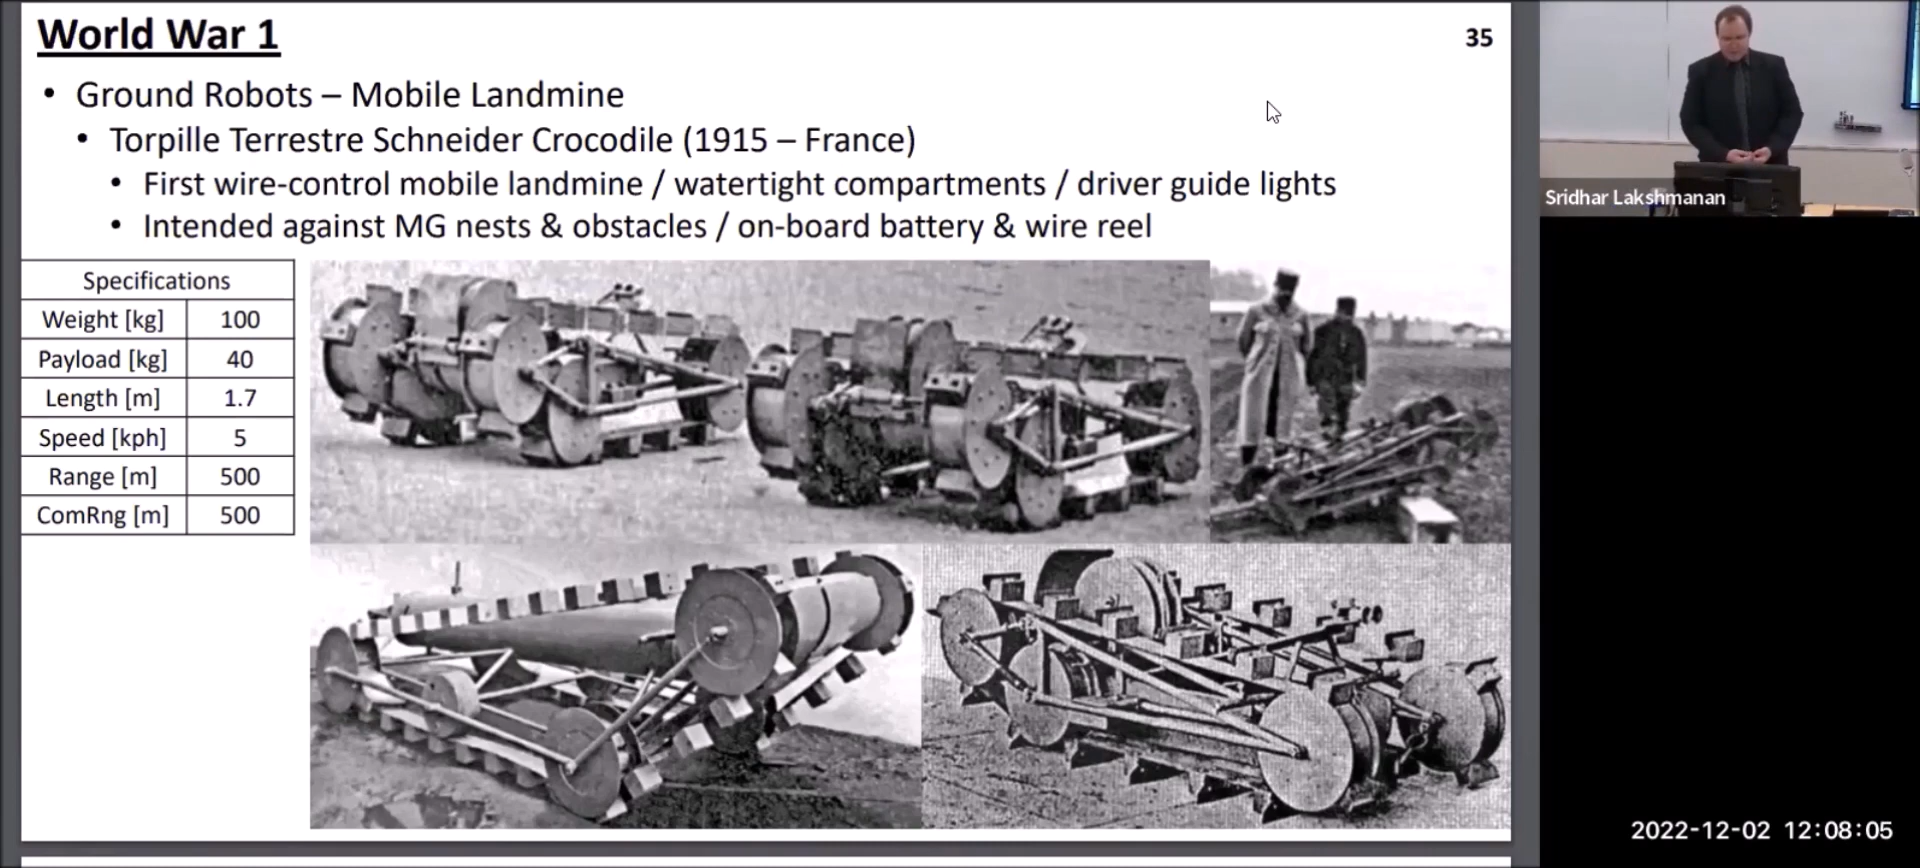 World War 1
35
• Ground Robots – Mobile Landmine
• Torpille Terrestre Schneider Crocodile (1915 – France)
• First wire-control mobile landmine / watertight compartments / driver guide lights
• Intended against MG nests & obstacles / on-board battery & wire reel
Specifications
Weight [kg] 100
Payload [kg] 40
Length [m] 1.7
Speed [kph] 5
Range [m] 500
ComRng [m] 500
Sridhar Lakshmanan
2022-12-02 12:08:05